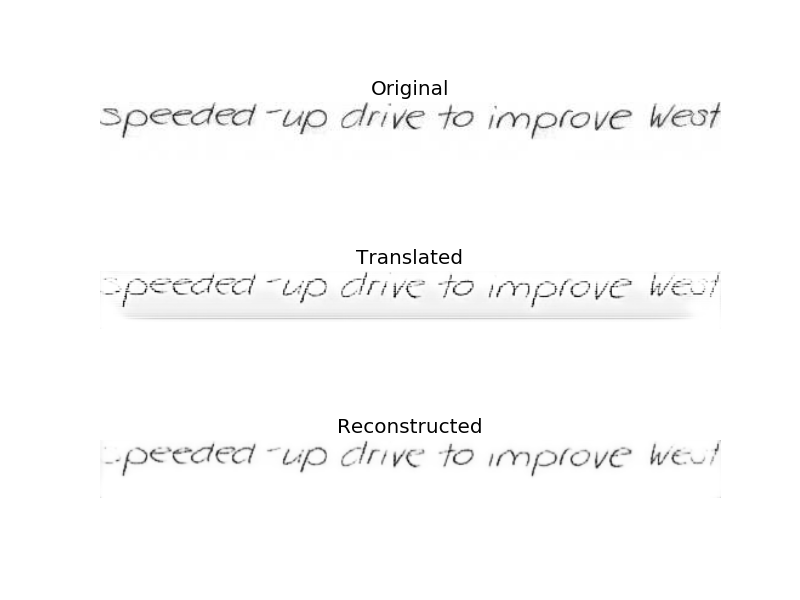 Original
speeded-up drive to improve West
Translated
speeded-up drive to improve West
Reconstructed
speeded-up drive to improve West